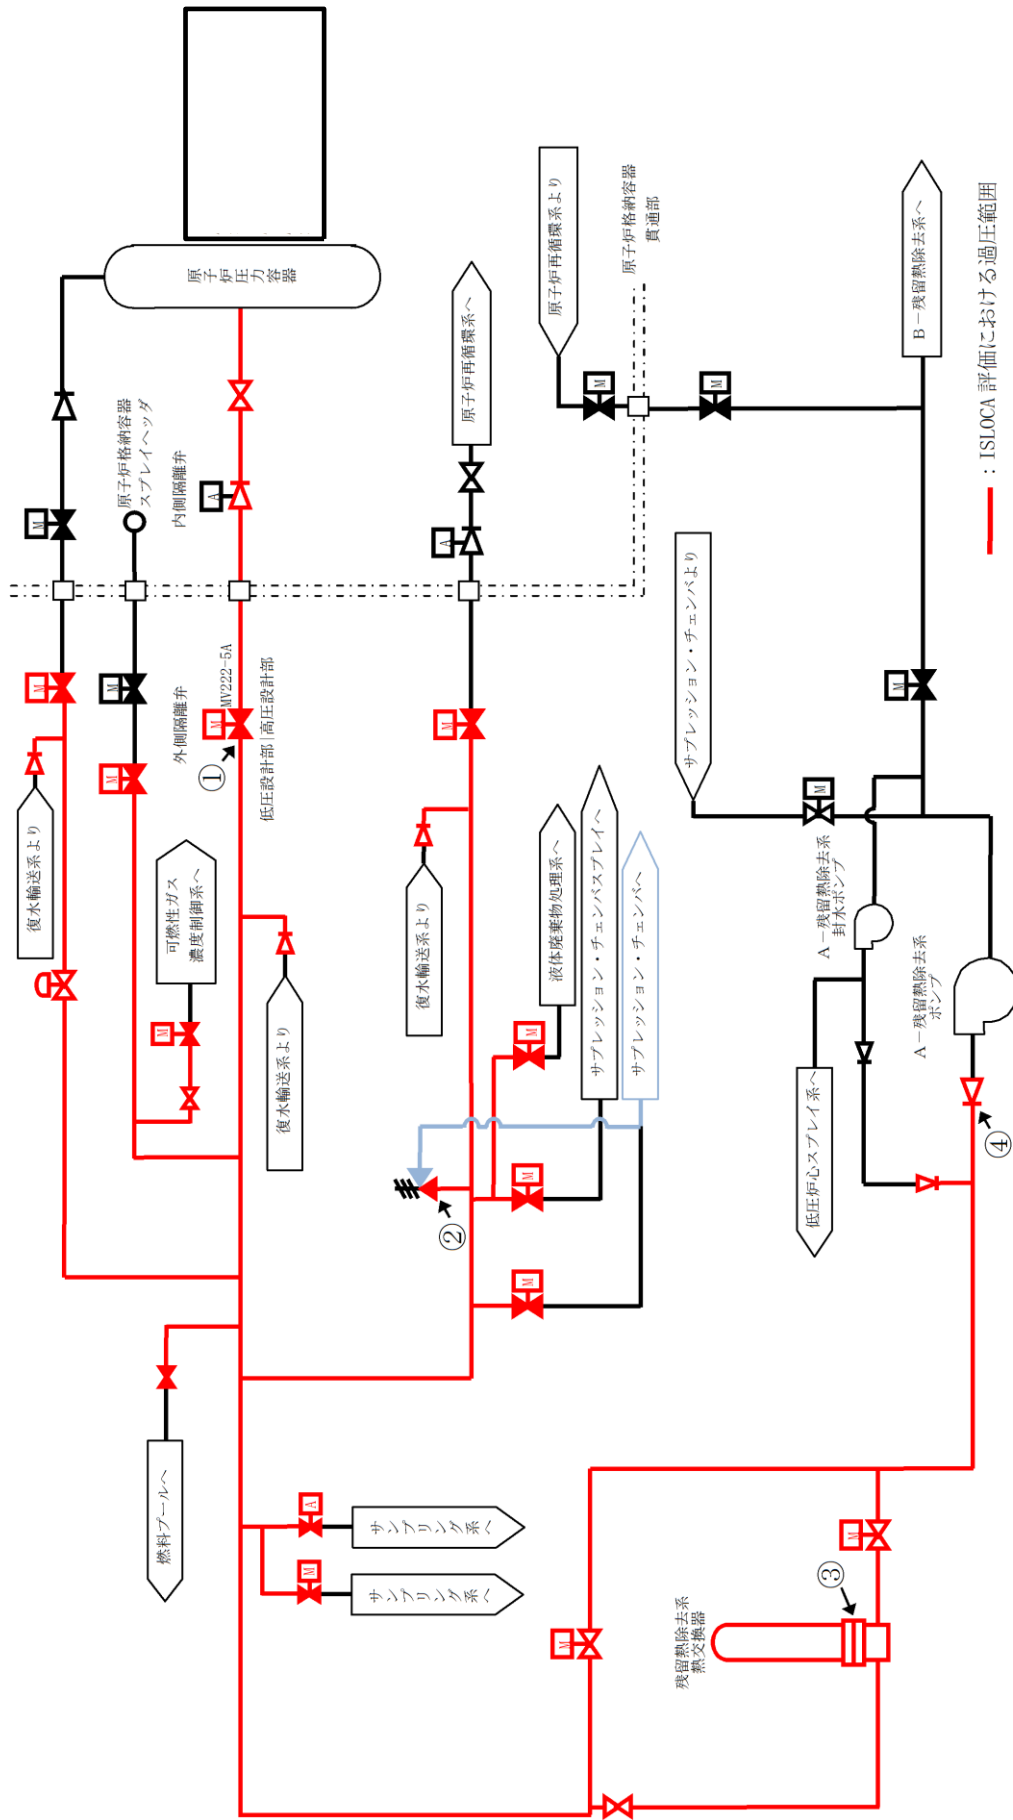 原子炉圧力容器
原子炉格納容器
スプレイヘッダ
内側隔離弁
外側隔離弁
MV222-5A
低圧設計部
高圧設計部
①
復水輸送系より
可燃性ガス
濃度制御系へ
復水輸送系より
燃料プールへ
サンプリング系へ
サンプリング系へ
原子炉再循環系へ
復水輸送系より
②
液体廃棄物処理系へ
サプレッション・チェンバスプレイへ
サプレッション・チェンバへ
原子炉再循環系より
原子炉格納容器
貫通部
サプレッション・チェンバより
B－残留熱除去系へ
A－残留熱除去系
封水ポンプ
A－残留熱除去系
ポンプ
低圧炉心スプレイ系へ
④
残留熱除去系
熱交換器
③
M
M
M
M
A
M
A
M
M
M
M
M
A
M
M
M
M
M
M
M
：ISLOCA 評価における過圧範囲